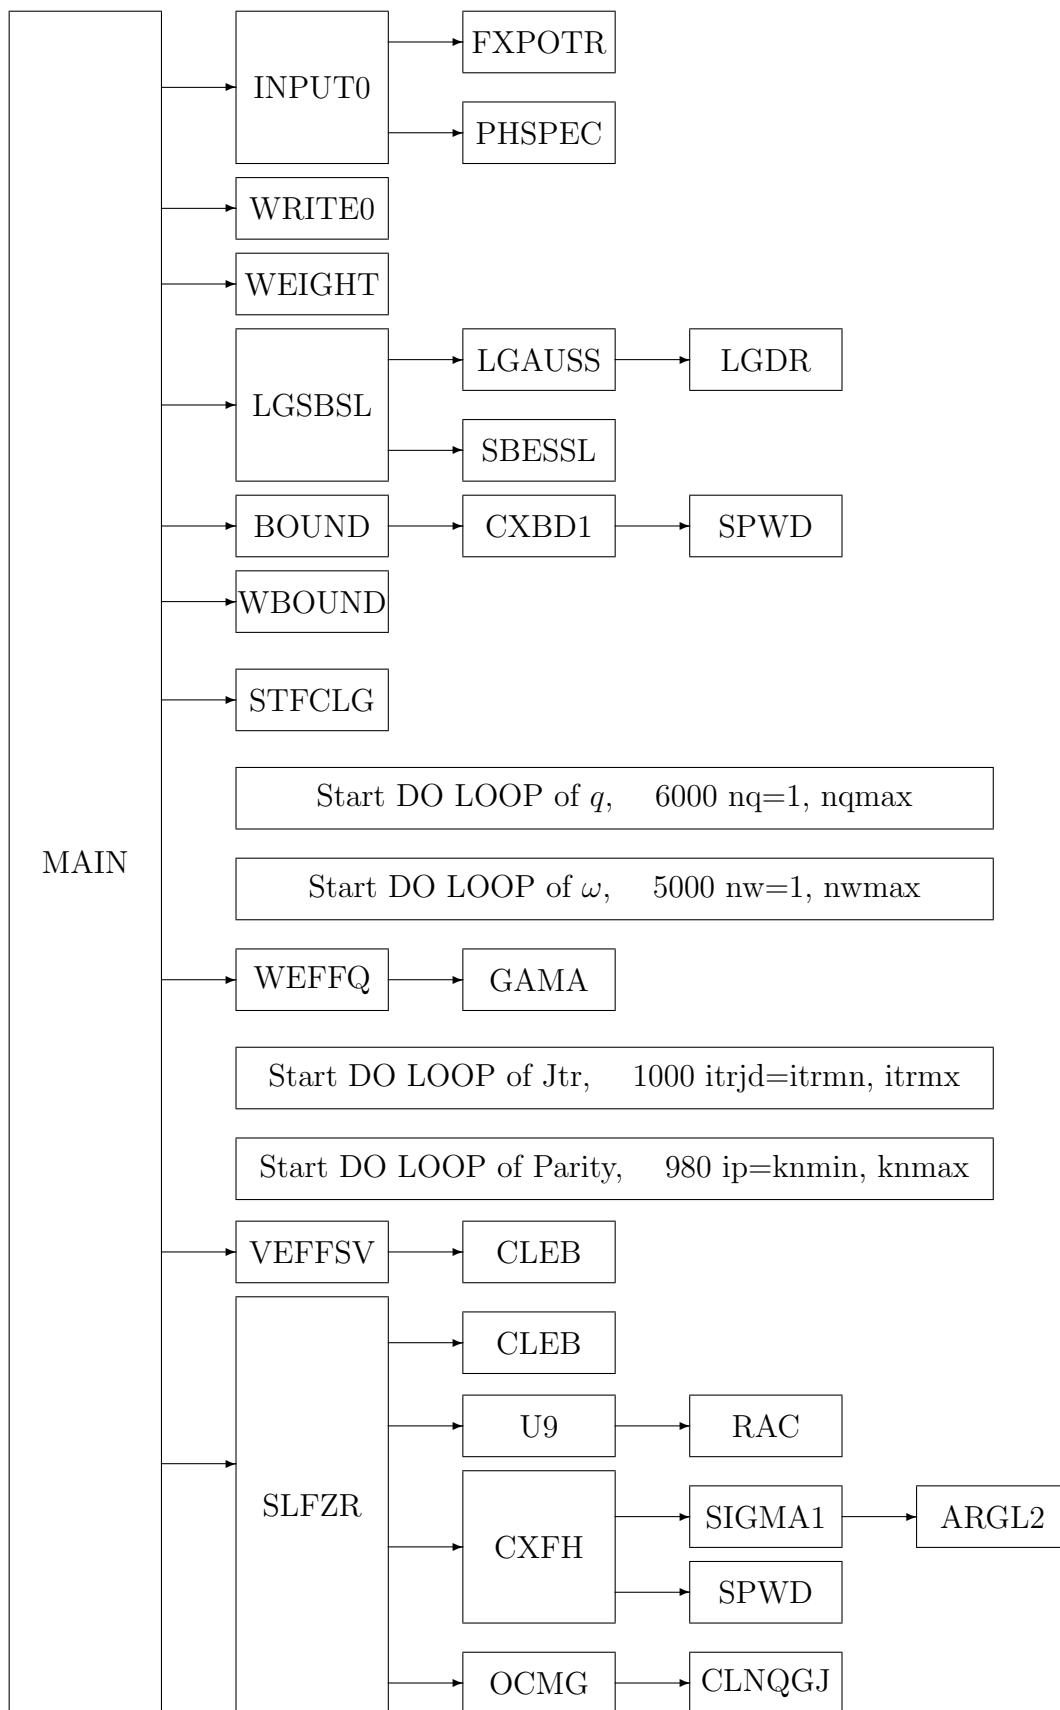 FXPOTR
INPUT0
PHSPEC
WRITE0
WEIGHT
LGAUSS LGDR
LGSBSL
SBESSL
BOUND CXBD1 SPWD
WBOUND
STFCLG
Start DO LOOP of q, 6000 nq=1, nqmax
MAIN
Start DO LOOP of ω, 5000 nw=1, nwmax
WEFFQ GAMA
Start DO LOOP of Jtr, 1000 itrjd=itrmn, itrmx
Start DO LOOP of Parity, 980 ip=knmin, knmax
VEFFSV CLEB
CLEB
U9 RAC
SLFZR
SIGMA1 ARGL2
CXFH
SPWD
OCMG CLNQGJ